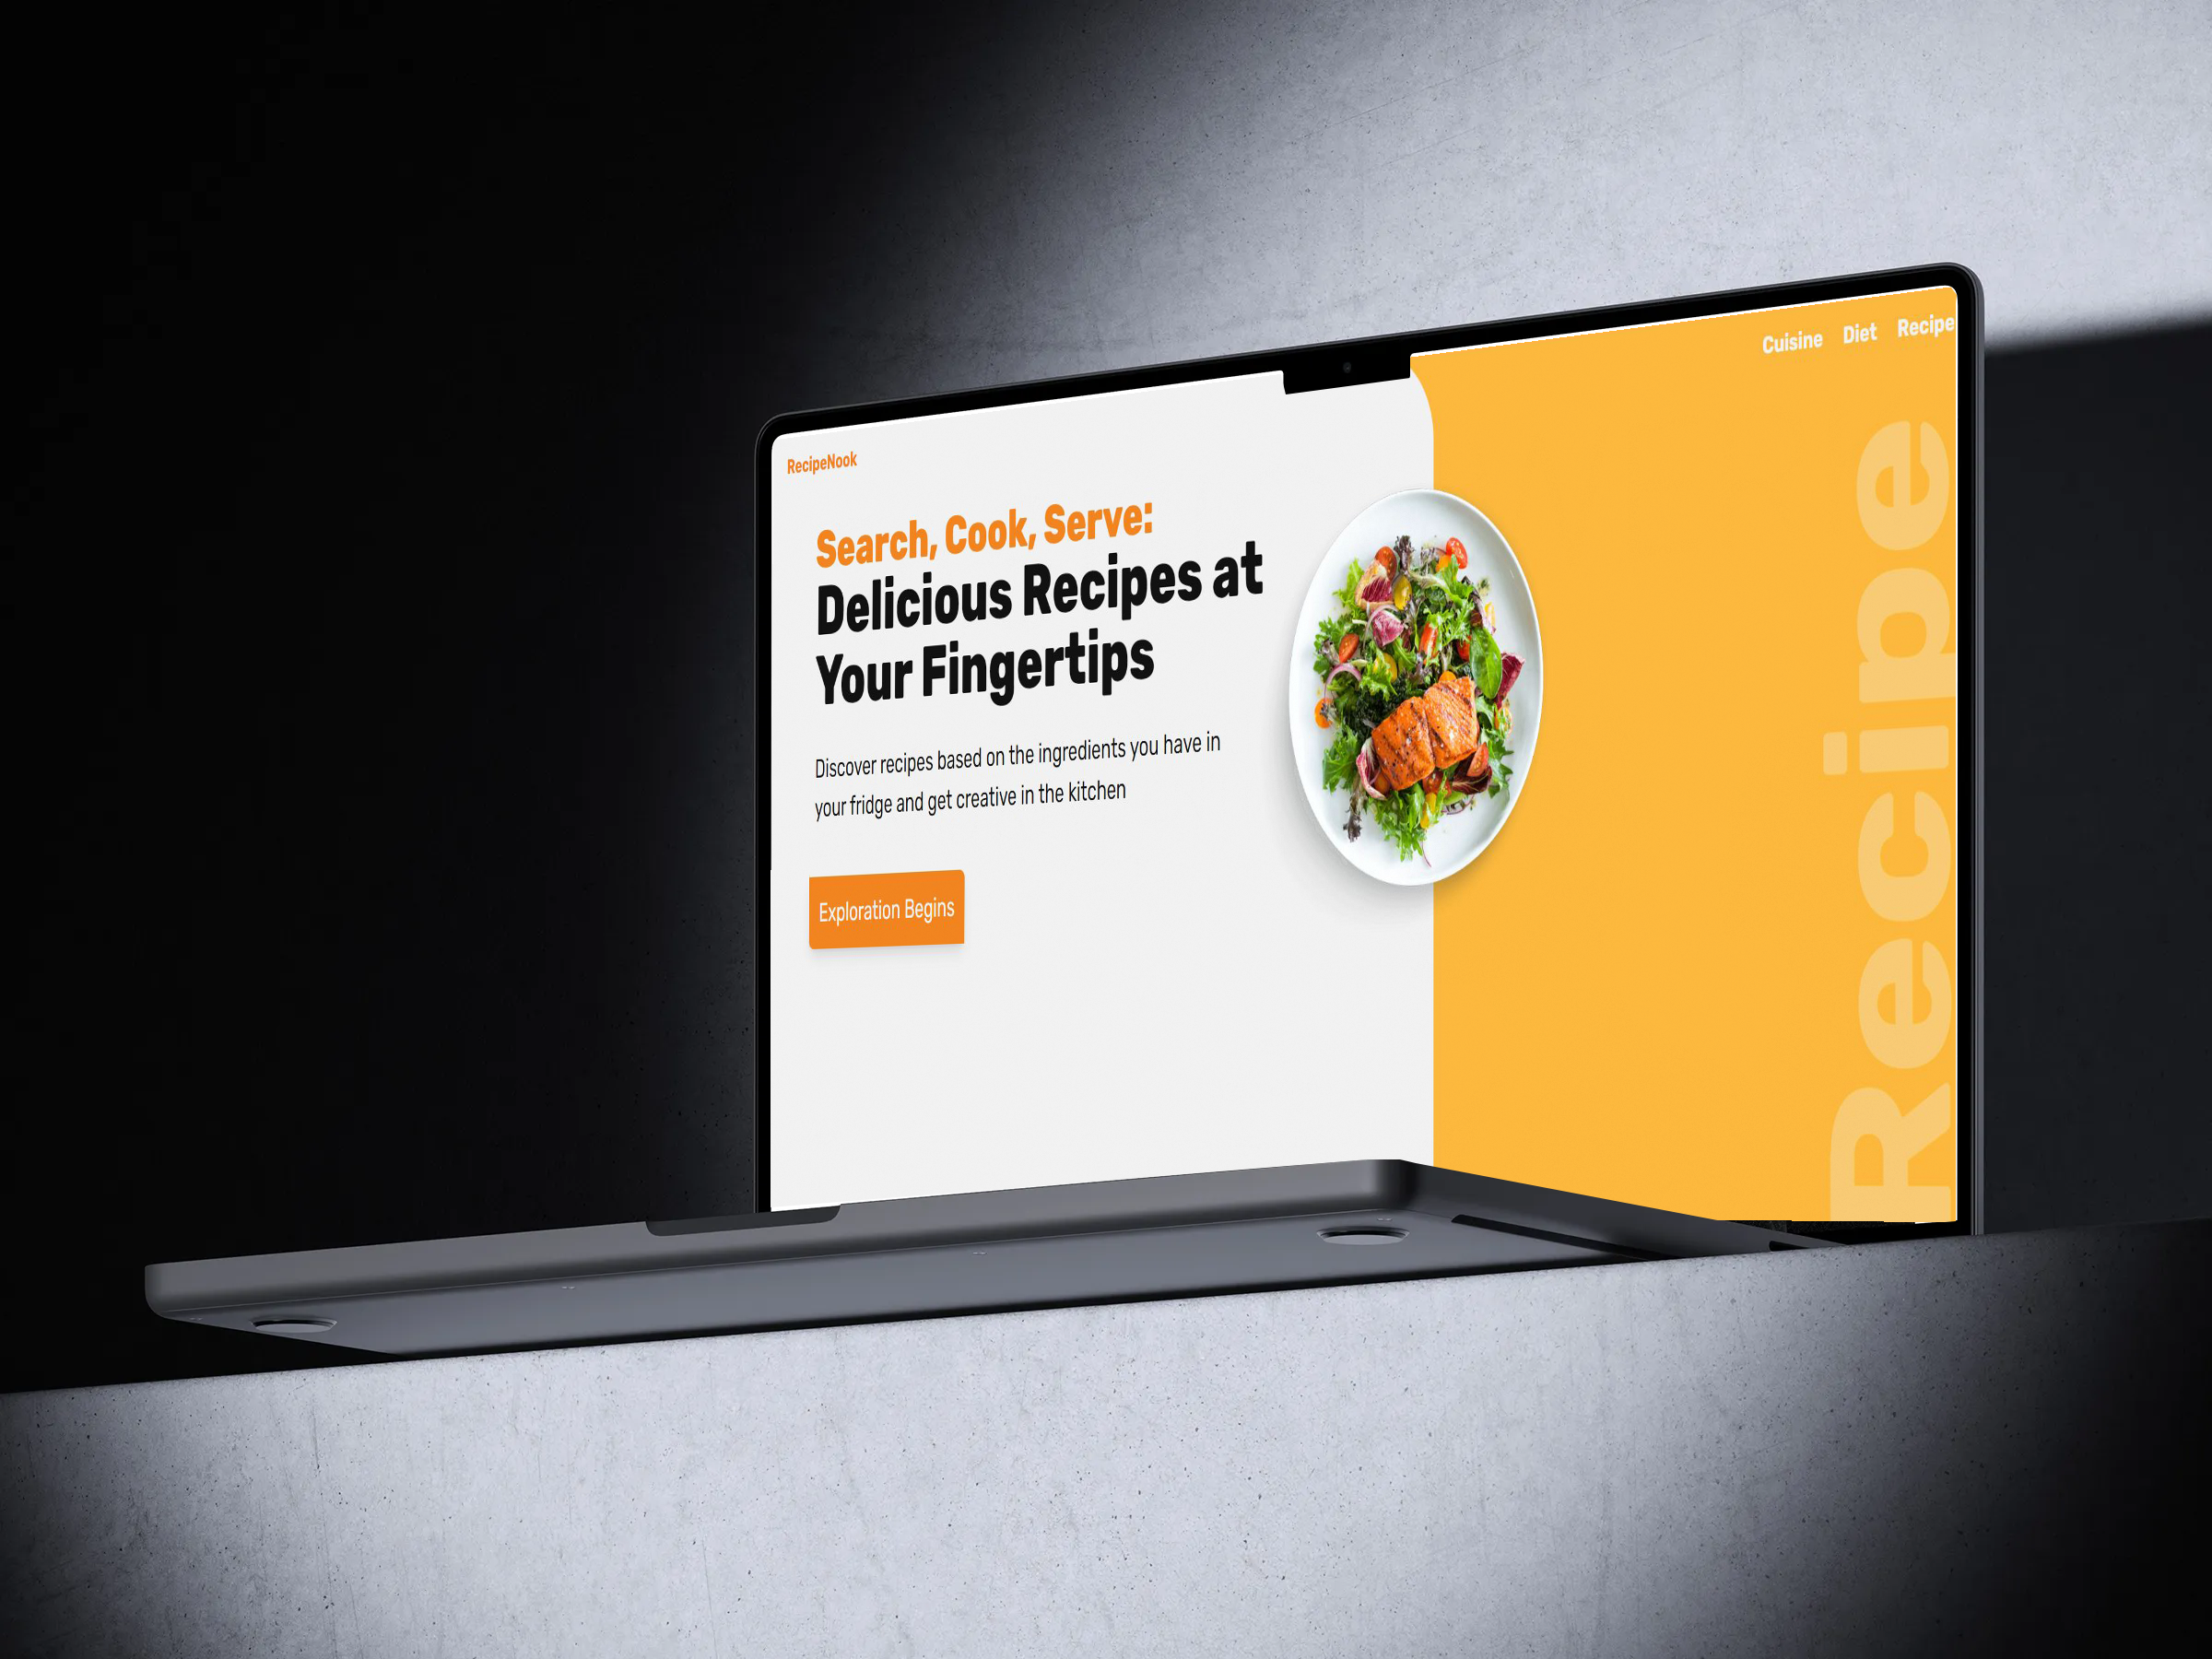 RecipeNook
Cuisine Diet Recipe
Search, Cook, Serve:
Delicious Recipes at
Your Fingertips
Discover recipes based on the ingredients you have in
your fridge and get creative in the kitchen
Exploration Begins
Recipe